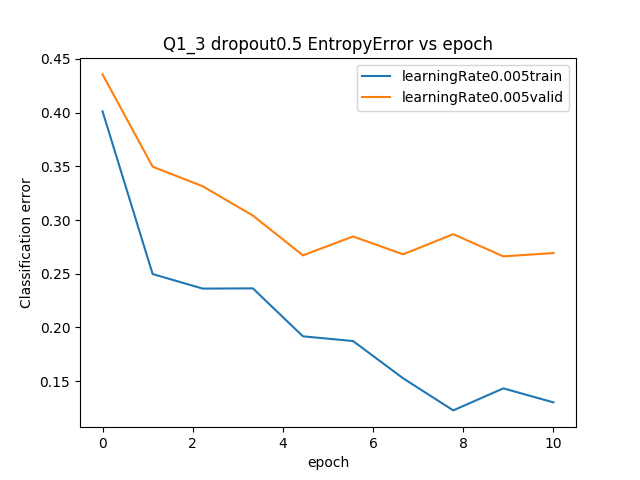 Q1_3 dropout0.5 EntropyError vs epoch
learningRate0.005train
learningRate0.005valid
Classification error
0.45
0.40
0.35
0.30
0.25
0.20
0.15
0 2 4 6 8 10
epoch